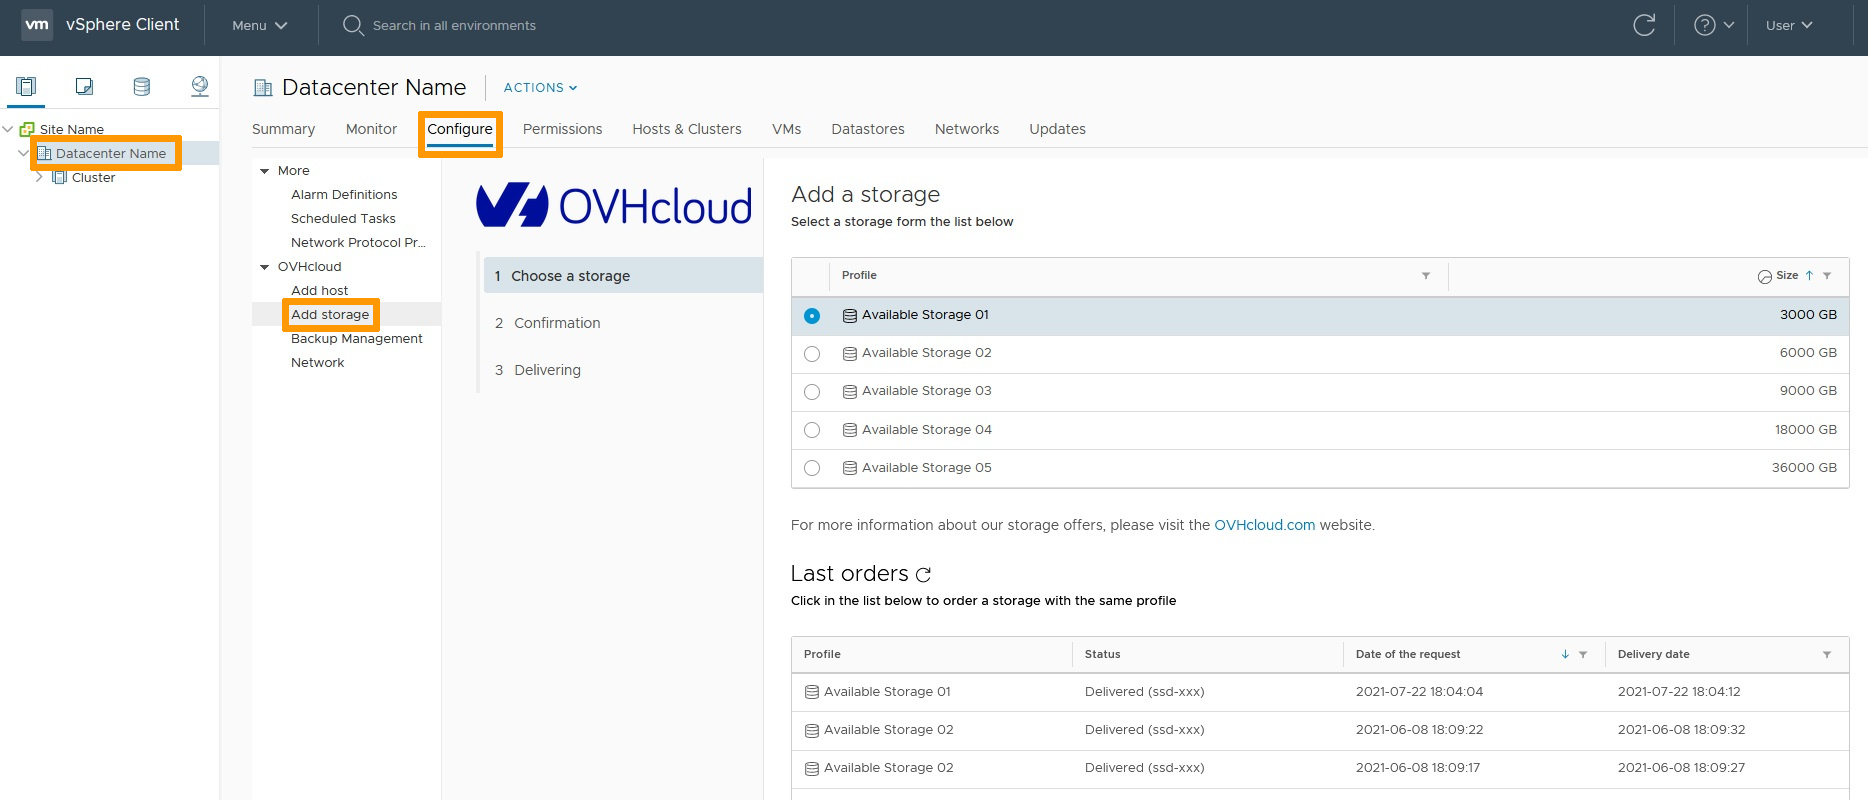 vm vSphere Client Menu Search in all environments ? User
Datacenter Name ACTIONS
Summary Monitor Configure Permissions Hosts & Clusters VMs Datastores Networks Updates
Site Name
Datacenter Name
Cluster
More
Alarm Definitions
Scheduled Tasks
Network Protocol Pr...
OVHcloud
Add host
Add storage
Backup Management
Network
OVHcloud
1 Choose a storage
2 Confirmation
3 Delivering
Add a storage
Select a storage form the list below
Profile Size
Available Storage 01 3000 GB
Available Storage 02 6000 GB
Available Storage 03 9000 GB
Available Storage 04 18000 GB
Available Storage 05 36000 GB
For more information about our storage offers, please visit the OVHcloud.com website.
Last orders
Click in the list below to order a storage with the same profile
Profile Status Date of the request Delivery date
Available Storage 01 Delivered (ssd-xxx) 2021-07-22 18:04:04 2021-07-22 18:04:12
Available Storage 02 Delivered (ssd-xxx) 2021-06-08 18:09:22 2021-06-08 18:09:32
Available Storage 02 Delivered (ssd-xxx) 2021-06-08 18:09:17 2021-06-08 18:09:27